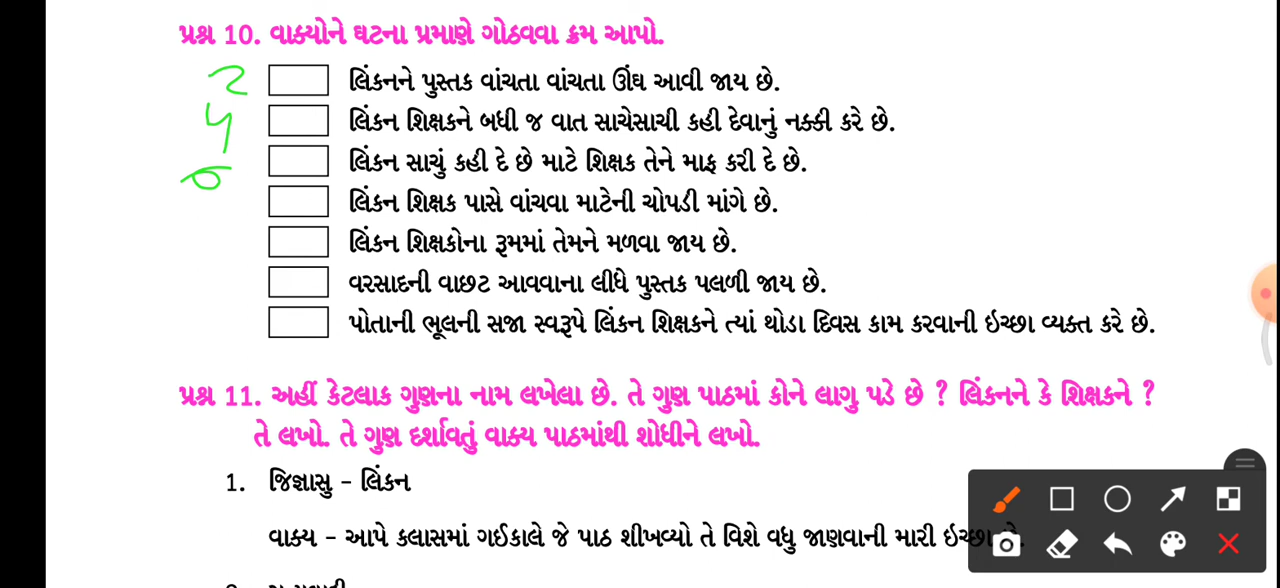 પ્રશ્ન 10. વાક્યોને ઘટના પ્રમાણે ગોઠવવા ક્રમ આપો.
2 લિંકનને પુસ્તક વાંચતા વાંચતા ઊંઘ આવી જાય છે.
4 લિંકન શિક્ષકને બધી જ વાત સાચેસાચી કહી દેવાનું નક્કી કરે છે.
લિંકન સાચું કહી દે છે માટે શિક્ષક તેને માફ કરી દે છે.
લિંકન શિક્ષક પાસે વાંચવા માટેની ચોપડી માંગે છે.
લિંકન શિક્ષકોના રૂમમાં તેમને મળવા જાય છે.
વરસાદની વાછટ આવવાના લીધે પુસ્તક પલળી જાય છે.
પોતાની ભૂલની સજા સ્વરૂપે લિંકન શિક્ષકને ત્યાં થોડા દિવસ કામ કરવાની ઇચ્છા વ્યક્ત કરે છે.
પ્રશ્ન 11. અહીં કેટલાક ગુણના નામ લખેલા છે. તે ગુણ પાઠમાં કોને લાગુ પડે છે ? લિંકનને કે શિક્ષકને ?
તે લખો. તે ગુણ દર્શાવતું વાક્ય પાઠમાંથી શોધીને લખો.
1. જિજ્ઞાસુ - લિંકન
વાક્ય - આપે કલાસમાં ગઈકાલે જે પાઠ શીખવ્યો તે વિશે વધુ જાણવાની મારી ઇચ્છા છે.